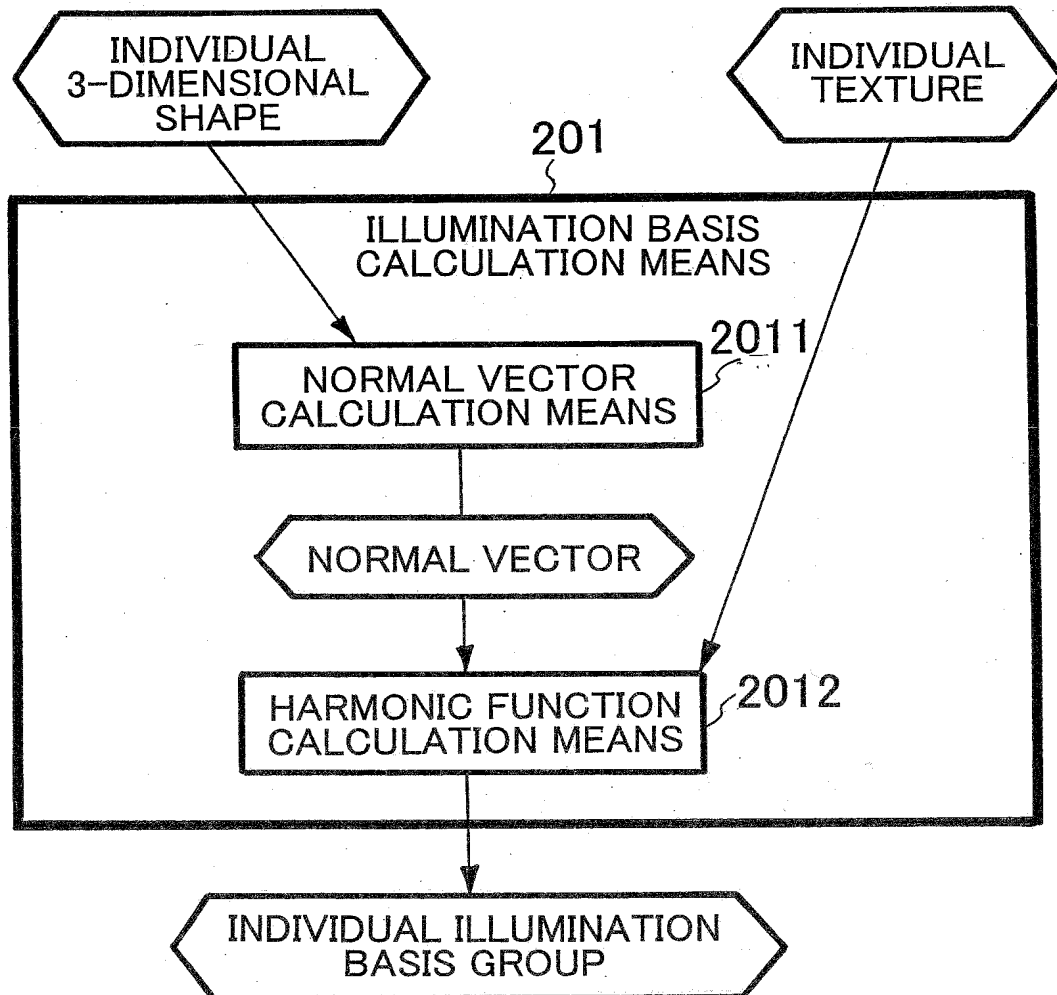 INDIVIDUAL
3-DIMENSIONAL
SHAPE
INDIVIDUAL
TEXTURE
201
ILLUMINATION BASIS
CALCULATION MEANS
2011
NORMAL VECTOR
CALCULATION MEANS
NORMAL VECTOR
2012
HARMONIC FUNCTION
CALCULATION MEANS
INDIVIDUAL ILLUMINATION
BASIS GROUP